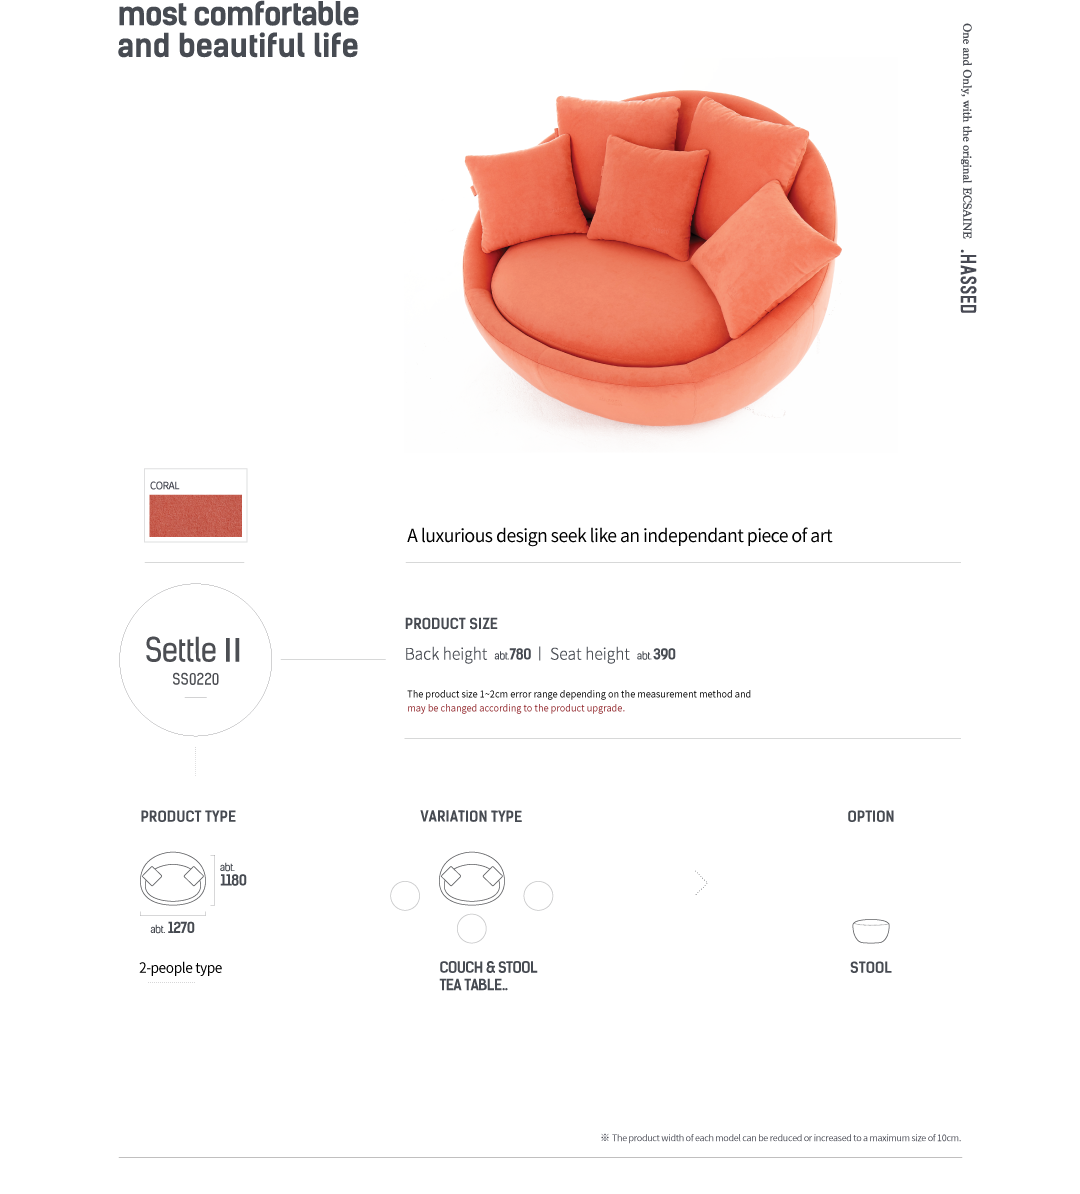 most comfortable
and beautiful life
One and Only, with the original ECSAINE .HASSED
CORAL
A luxurious design seek like an independant piece of art
Settle II
SS0220
PRODUCT SIZE
Back height abt.780 | Seat height abt.390
The product size 1~2cm error range depending on the measurement method and
may be changed according to the product upgrade.
PRODUCT TYPE
abt.
1180
abt. 1270
2-people type
VARIATION TYPE
COUCH & STOOL
TEA TABLE..
OPTION
STOOL
※ The product width of each model can be reduced or increased to a maximum size of 10cm.